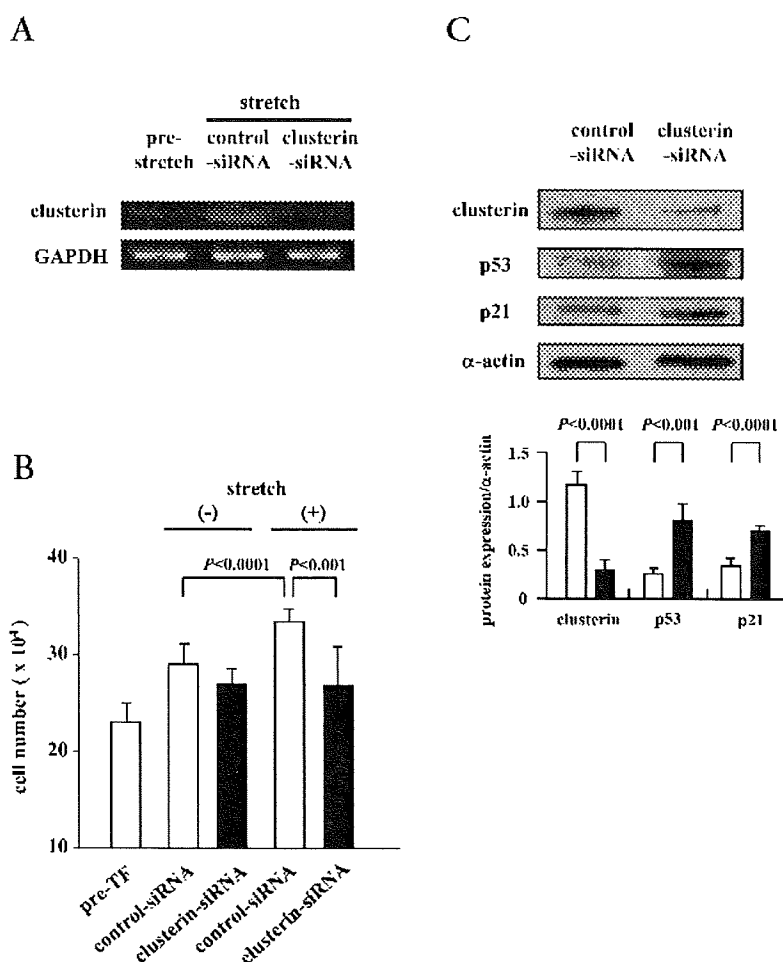 A
stretch
pre-stretch
control-siRNA
clusterin-siRNA
clusterin
GAPDH
B
stretch
(-)
(+)
P<0.0001
P<0.001
40
30
20
10
cell number ( x 10⁴)
pre-TF
control-siRNA
clusterin-siRNA
control-siRNA
clusterin-siRNA
C
control-siRNA
clusterin-siRNA
clusterin
p53
p21
α-actin
P<0.0001
P<0.001
P<0.0001
1.5
1.0
0.5
0
protein expression/α-actin
clusterin
p53
p21